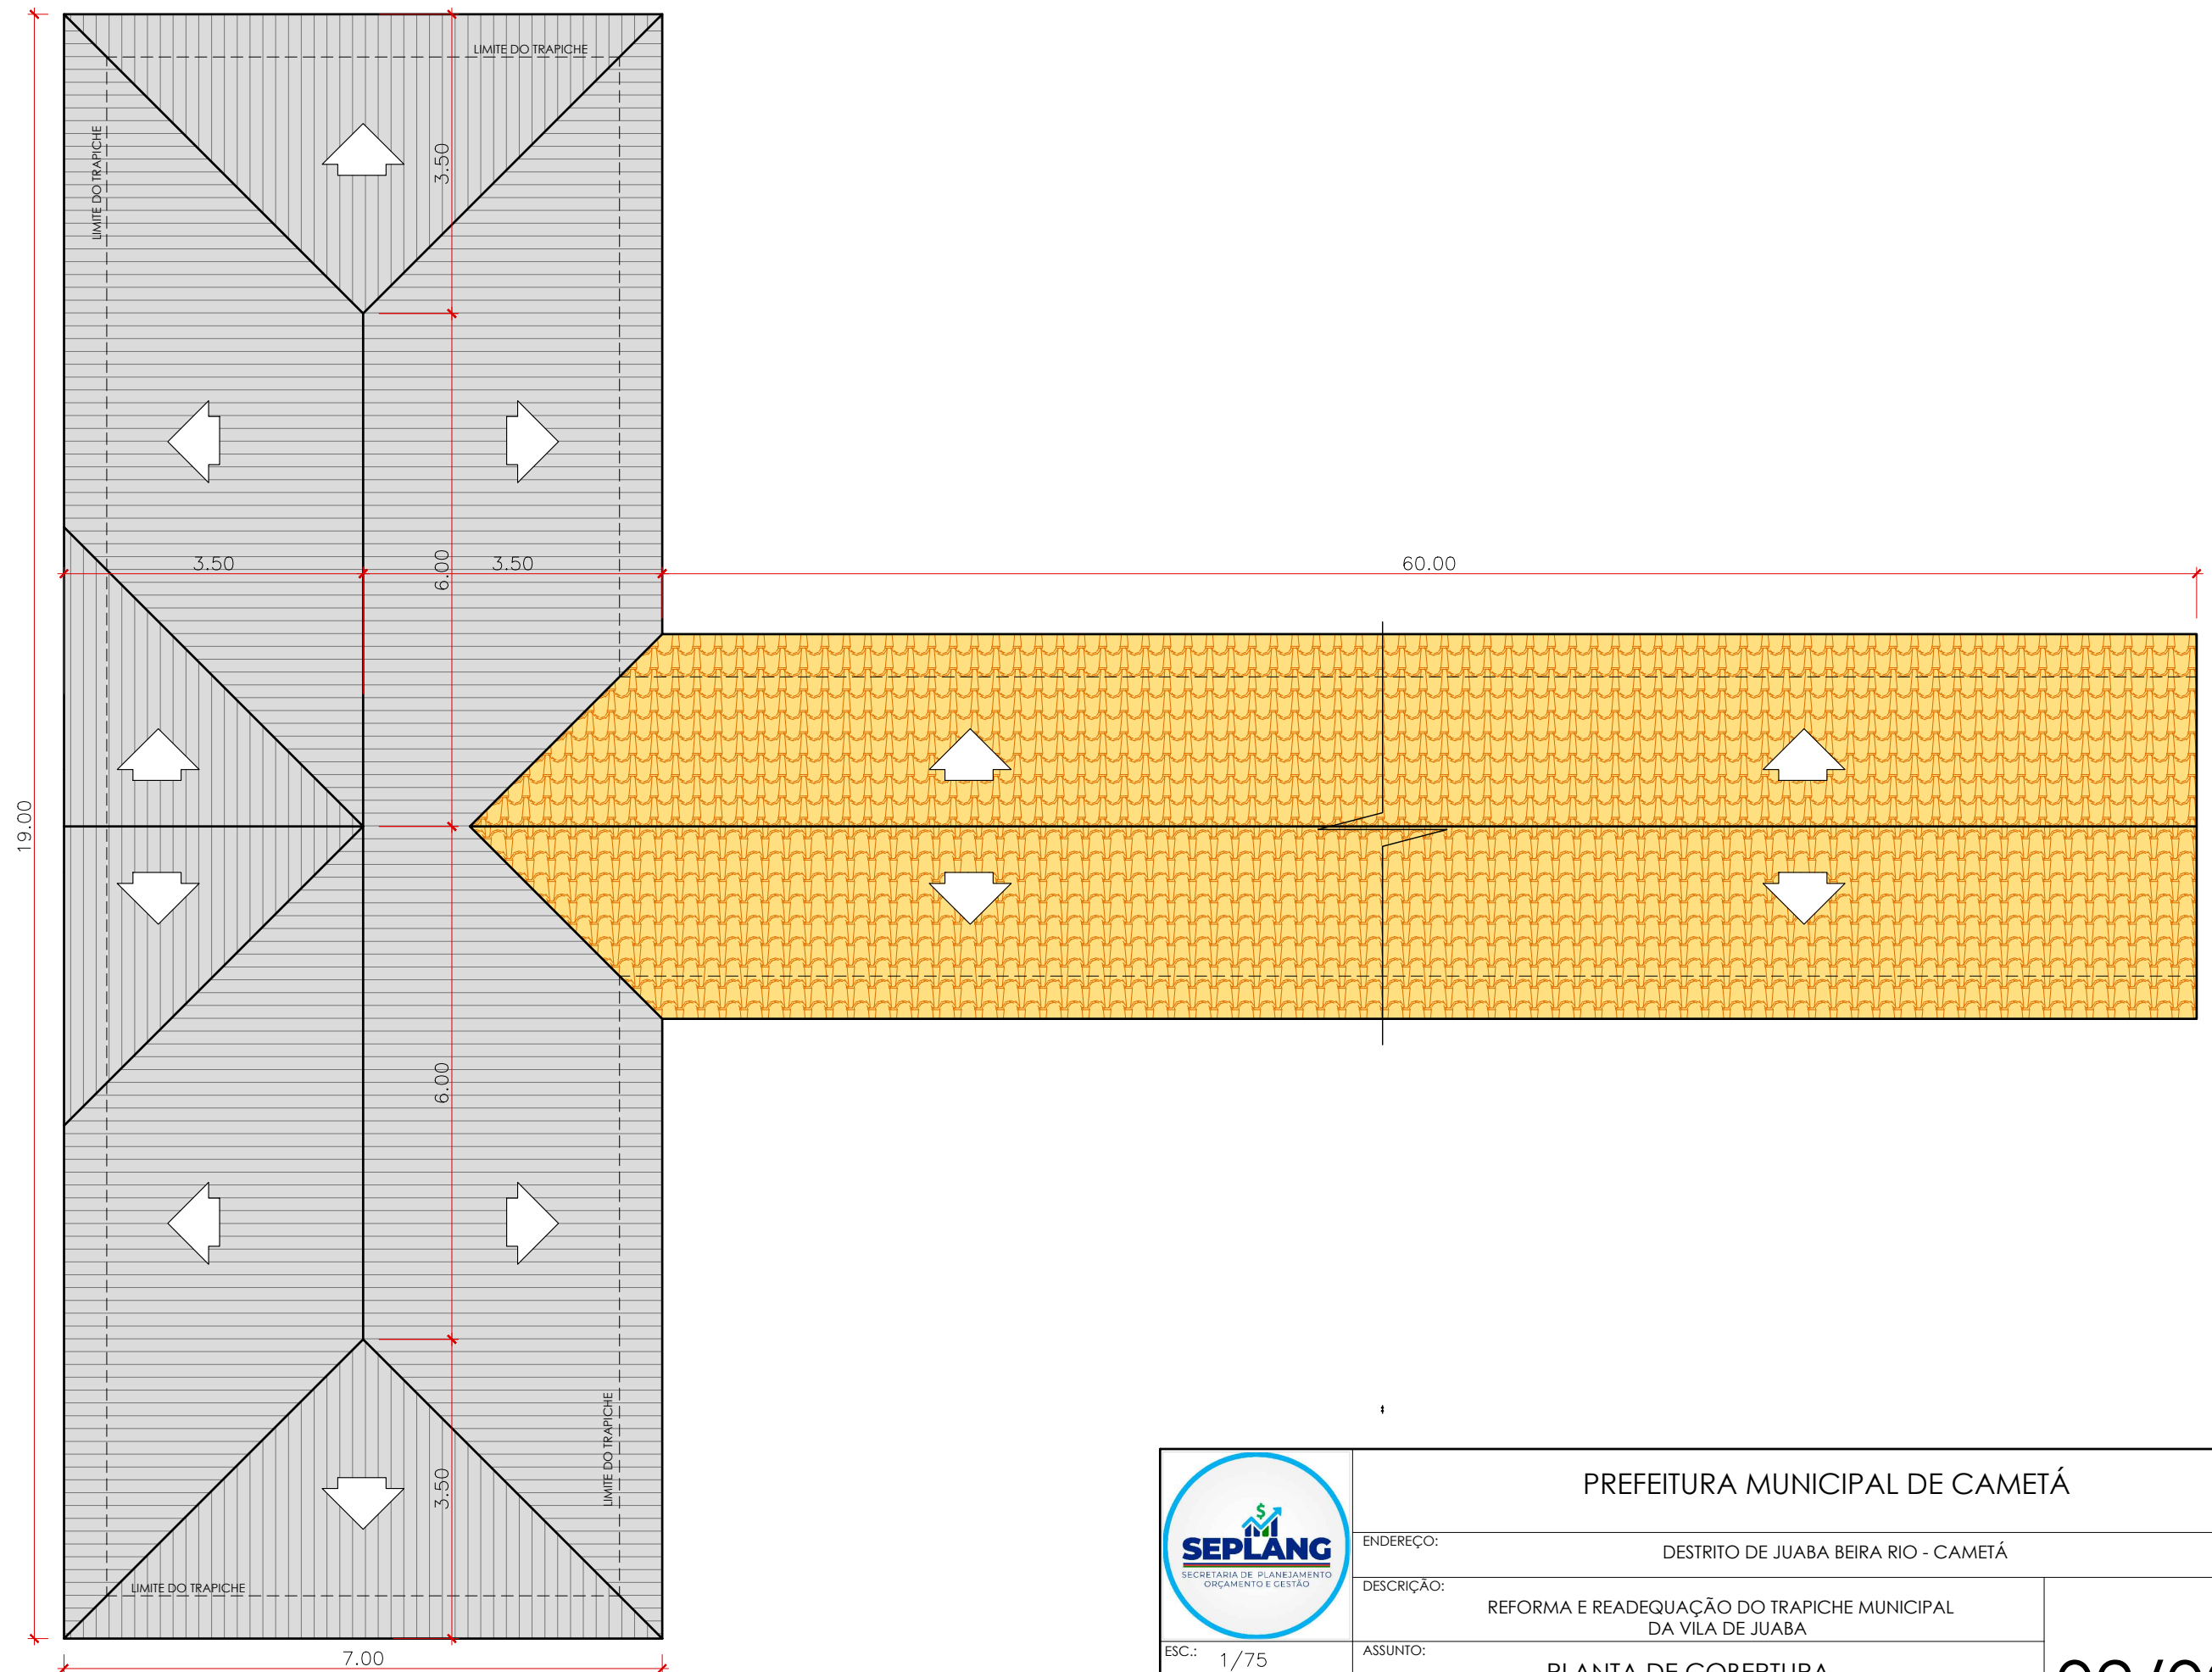 LIMITE DO TRAPICHE
LIMITE DO TRAPICHE
3.50
3.50
6.00
3.50
60.00
19.00
6.00
3.50
LIMITE DO TRAPICHE
LIMITE DO TRAPICHE
7.00
PREFEITURA MUNICIPAL DE CAMETÁ
$
SEPLANG
SECRETARIA DE PLANEJAMENTO
ORÇAMENTO E GESTÃO
ENDEREÇO:
DESTRITO DE JUABA BEIRA RIO - CAMETÁ
DESCRIÇÃO:
REFORMA E READEQUAÇÃO DO TRAPICHE MUNICIPAL
DA VILA DE JUABA
ESC.: 1/75
ASSUNTO:
PLANTA DE COBERTURA